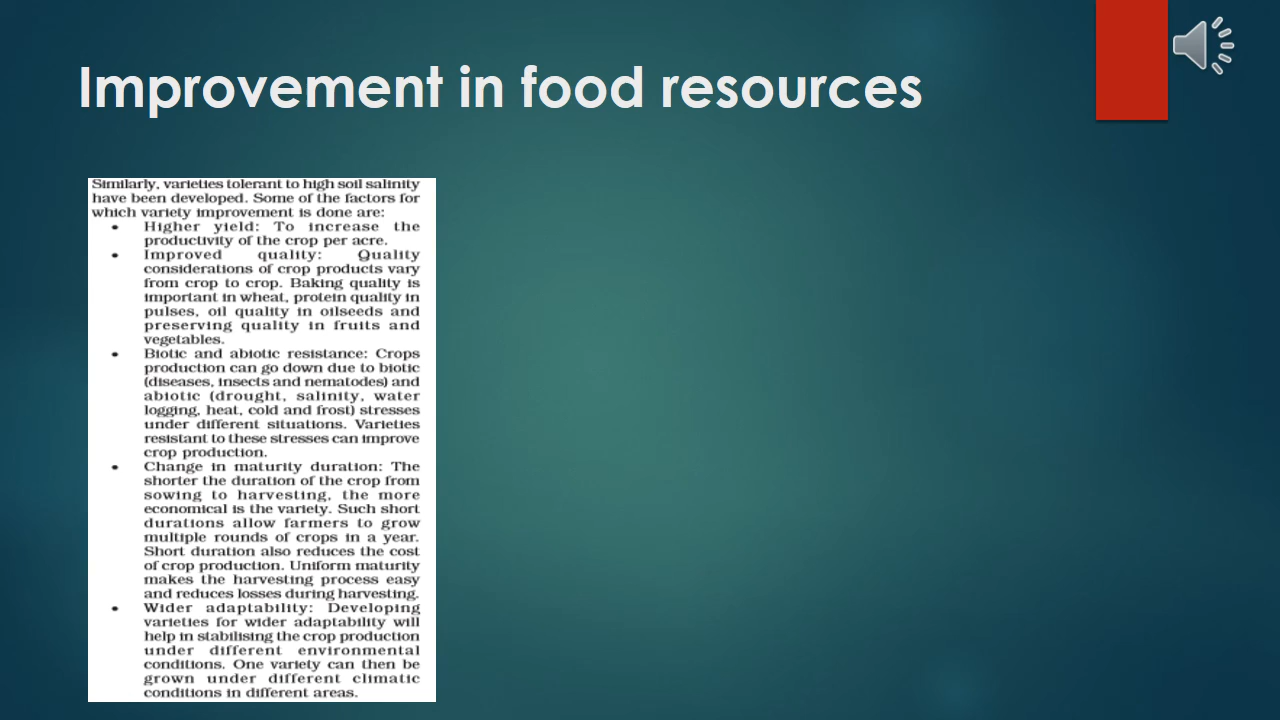 Improvement in food resources
Similarly, varieties tolerant to high soil salinity
have been developed. Some of the factors for
which variety improvement is done are:
• Higher yield: To increase the
productivity of the crop per acre.
• Improved quality: Quality
considerations of crop products vary
from crop to crop. Baking quality is
important in wheat, protein quality in
pulses, oil quality in oilseeds and
preserving quality in fruits and
vegetables.
• Biotic and abiotic resistance: Crops
production can go down due to biotic
(diseases, insects and nematodes) and
abiotic (drought, salinity, water
logging, heat, cold and frost) stresses
under different situations. Varieties
resistant to these stresses can improve
crop production.
• Change in maturity duration: The
shorter the duration of the crop from
sowing to harvesting, the more
economical is the variety. Such short
durations allow farmers to grow
multiple rounds of crops in a year.
Short duration also reduces the cost
of crop production. Uniform maturity
makes the harvesting process easy
and reduces losses during harvesting.
• Wider adaptability: Developing
varieties for wider adaptability will
help in stabilising the crop production
under different environmental
conditions. One variety can then be
grown under different climatic
conditions in different areas.